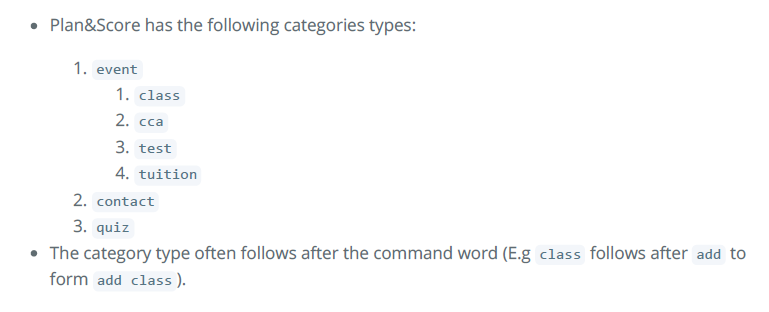 • Plan&Score has the following categories types:
1. event
1. class
2. cca
3. test
4. tuition
2. contact
3. quiz
• The category type often follows after the command word (E.g class follows after add to
form add class ).